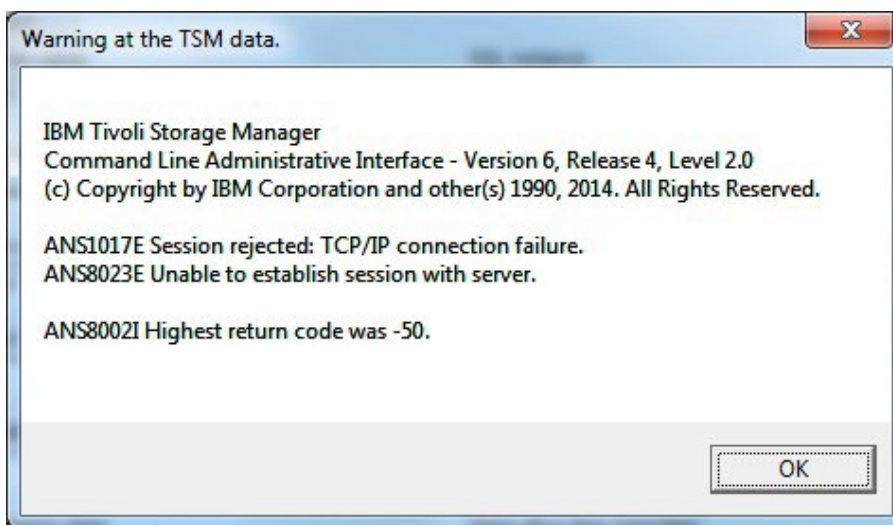 Warning at the TSM data.
IBM Tivoli Storage Manager
Command Line Administrative Interface - Version 6, Release 4, Level 2.0
(c) Copyright by IBM Corporation and other(s) 1990, 2014. All Rights Reserved.
ANS1017E Session rejected: TCP/IP connection failure.
ANS8023E Unable to establish session with server.
ANS8002I Highest return code was -50.
OK